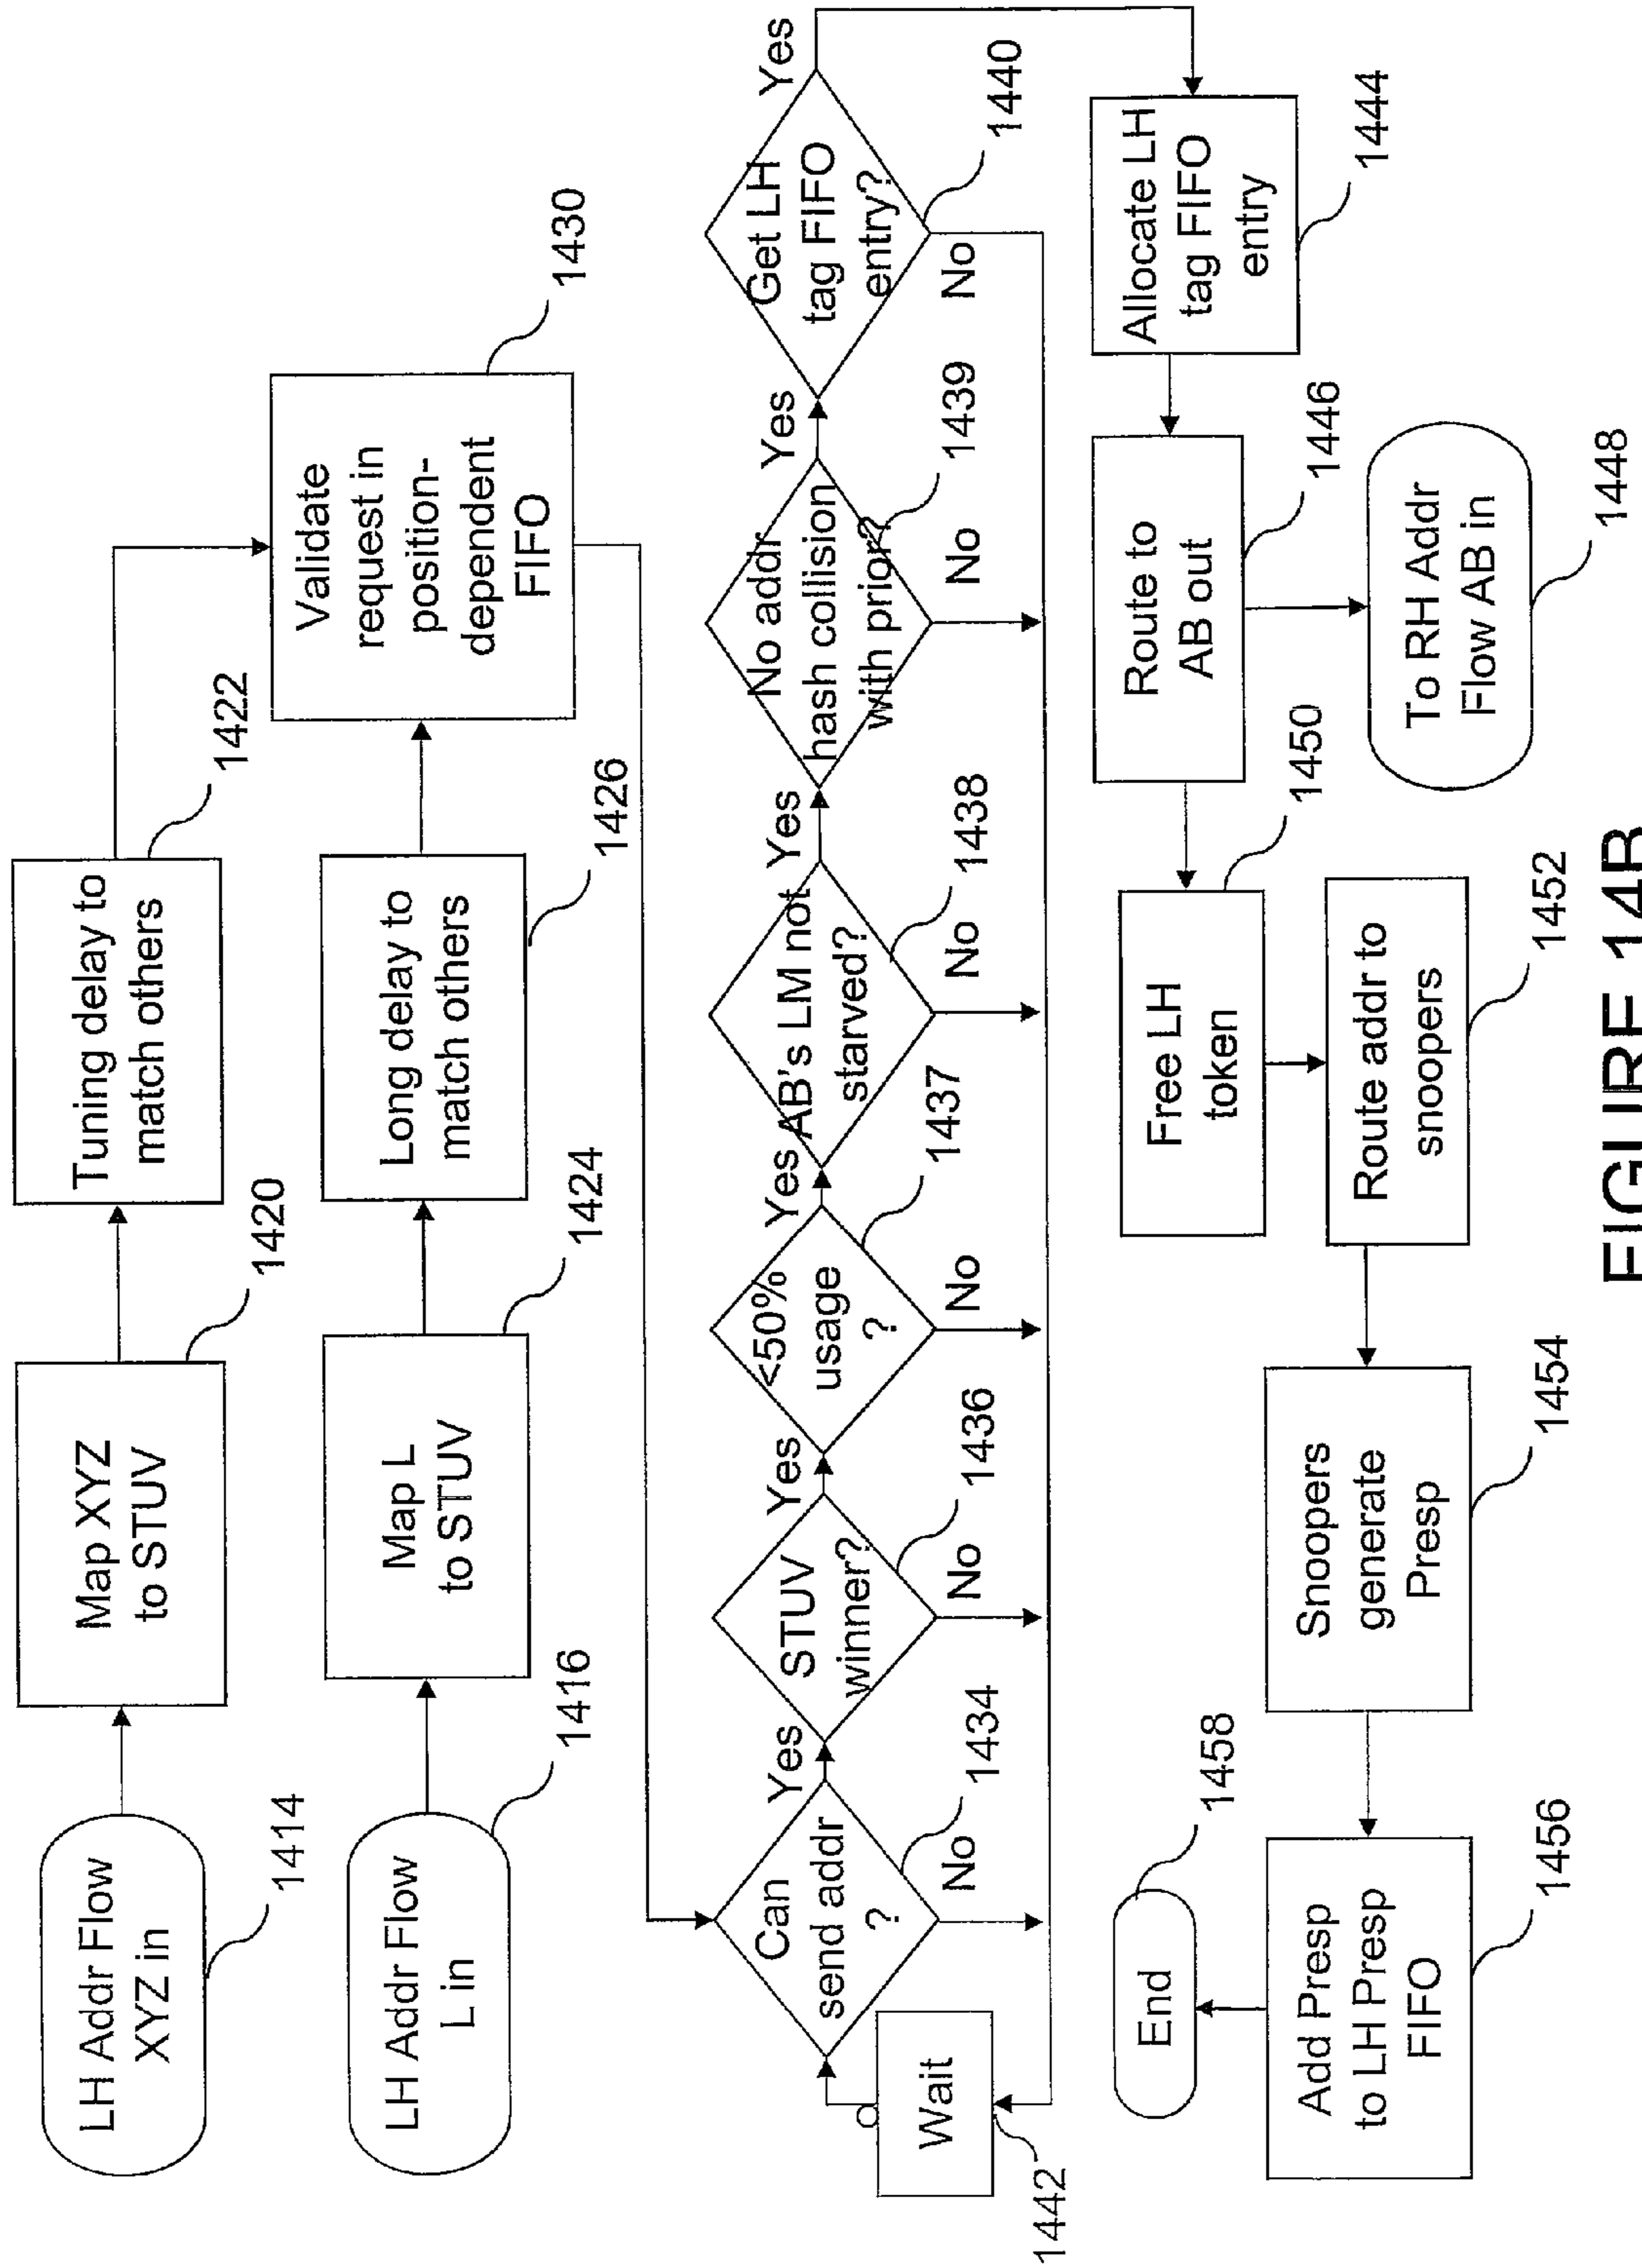 LH Addr Flow
XYZ in
1414
Map XYZ
to STUV
1420
Tuning delay to
match others
1422
LH Addr Flow
L in
1416
Map L
to STUV
1424
Long delay to
match others
1426
Validate
request in
position-
dependent
FIFO
1430
Can
send addr
?
1434
Yes
No
STUV
winner?
1436
Yes
No
<50%
usage
?
1437
Yes
No
AB's LM not
starved?
1438
Yes
No
No addr
hash collision
with prior?
1439
Yes
No
Get LH
tag FIFO
entry?
1440
Yes
No
Wait
1442
Allocate LH
tag FIFO
entry
1444
Route to
AB out
1446
To RH Addr
Flow AB in
1448
Free LH
token
1450
Route addr to
snoopers
1452
Snoopers
generate
Presp
1454
Add Presp
to LH Presp
FIFO
1456
End
1458
FIGURE 14B